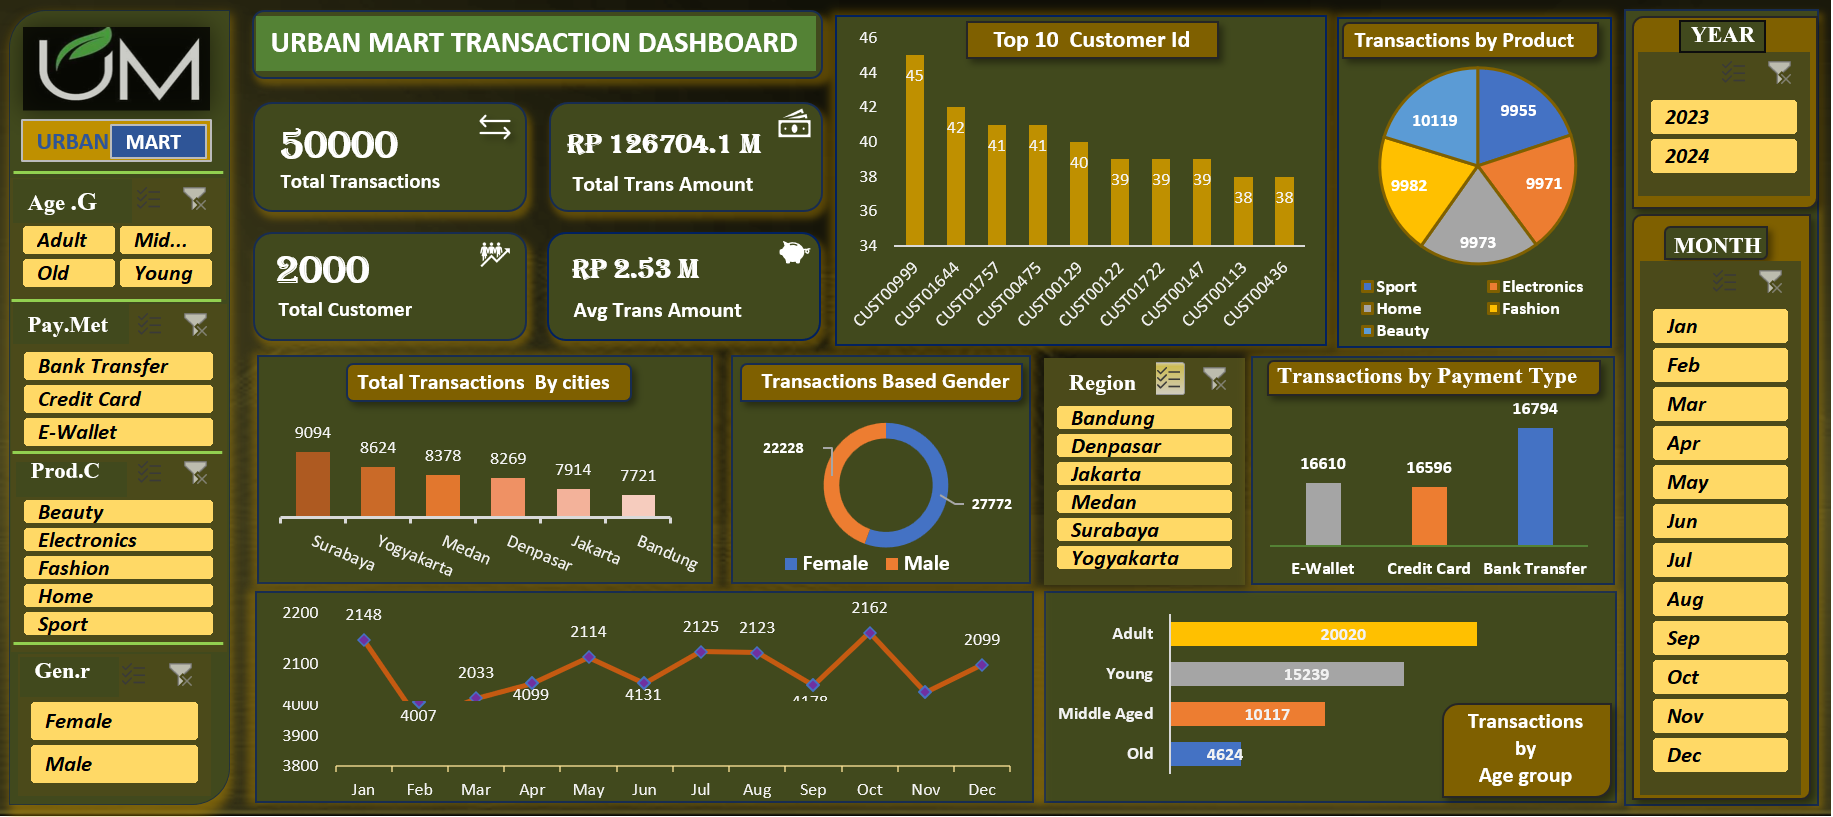 UM
URBAN MART
Age .G
Adult
Mid...
Old
Young
Pay.Met
Bank Transfer
Credit Card
E-Wallet
Prod.C
Beauty
Electronics
Fashion
Home
Sport
Gen.r
Female
Male
URBAN MART TRANSACTION DASHBOARD
50000
Total Transactions
RP 126704.1 M
Total Trans Amount
2000
Total Customer
RP 2.53 M
Avg Trans Amount
Top 10 Customer Id
46
44
42
40
38
36
34
45
42
41
41
40
39
39
39
38
38
CUST00999
CUST01644
CUST01757
CUST00475
CUST00129
CUST00122
CUST01722
CUST00147
CUST00113
CUST00436
Transactions by Product
9955
9971
9973
9982
10119
Sport
Electronics
Home
Fashion
Beauty
YEAR
2023
2024
MONTH
Jan
Feb
Mar
Apr
May
Jun
Jul
Aug
Sep
Oct
Nov
Dec
Total Transactions By cities
9094
8624
8378
8269
7914
7721
Surabaya
Yogyakarta
Medan
Denpasar
Jakarta
Bandung
Transactions Based Gender
22228
27772
Female
Male
Region
Bandung
Denpasar
Jakarta
Medan
Surabaya
Yogyakarta
Transactions by Payment Type
16610
16596
16794
E-Wallet
Credit Card
Bank Transfer
2200
2100
4000
3900
3800
2148
4007
2033
4099
2114
4131
2125
2123
4178
2162
2099
Jan
Feb
Mar
Apr
May
Jun
Jul
Aug
Sep
Oct
Nov
Dec
Adult
20020
Young
15239
Middle Aged
10117
Old
4624
Transactions
by
Age group